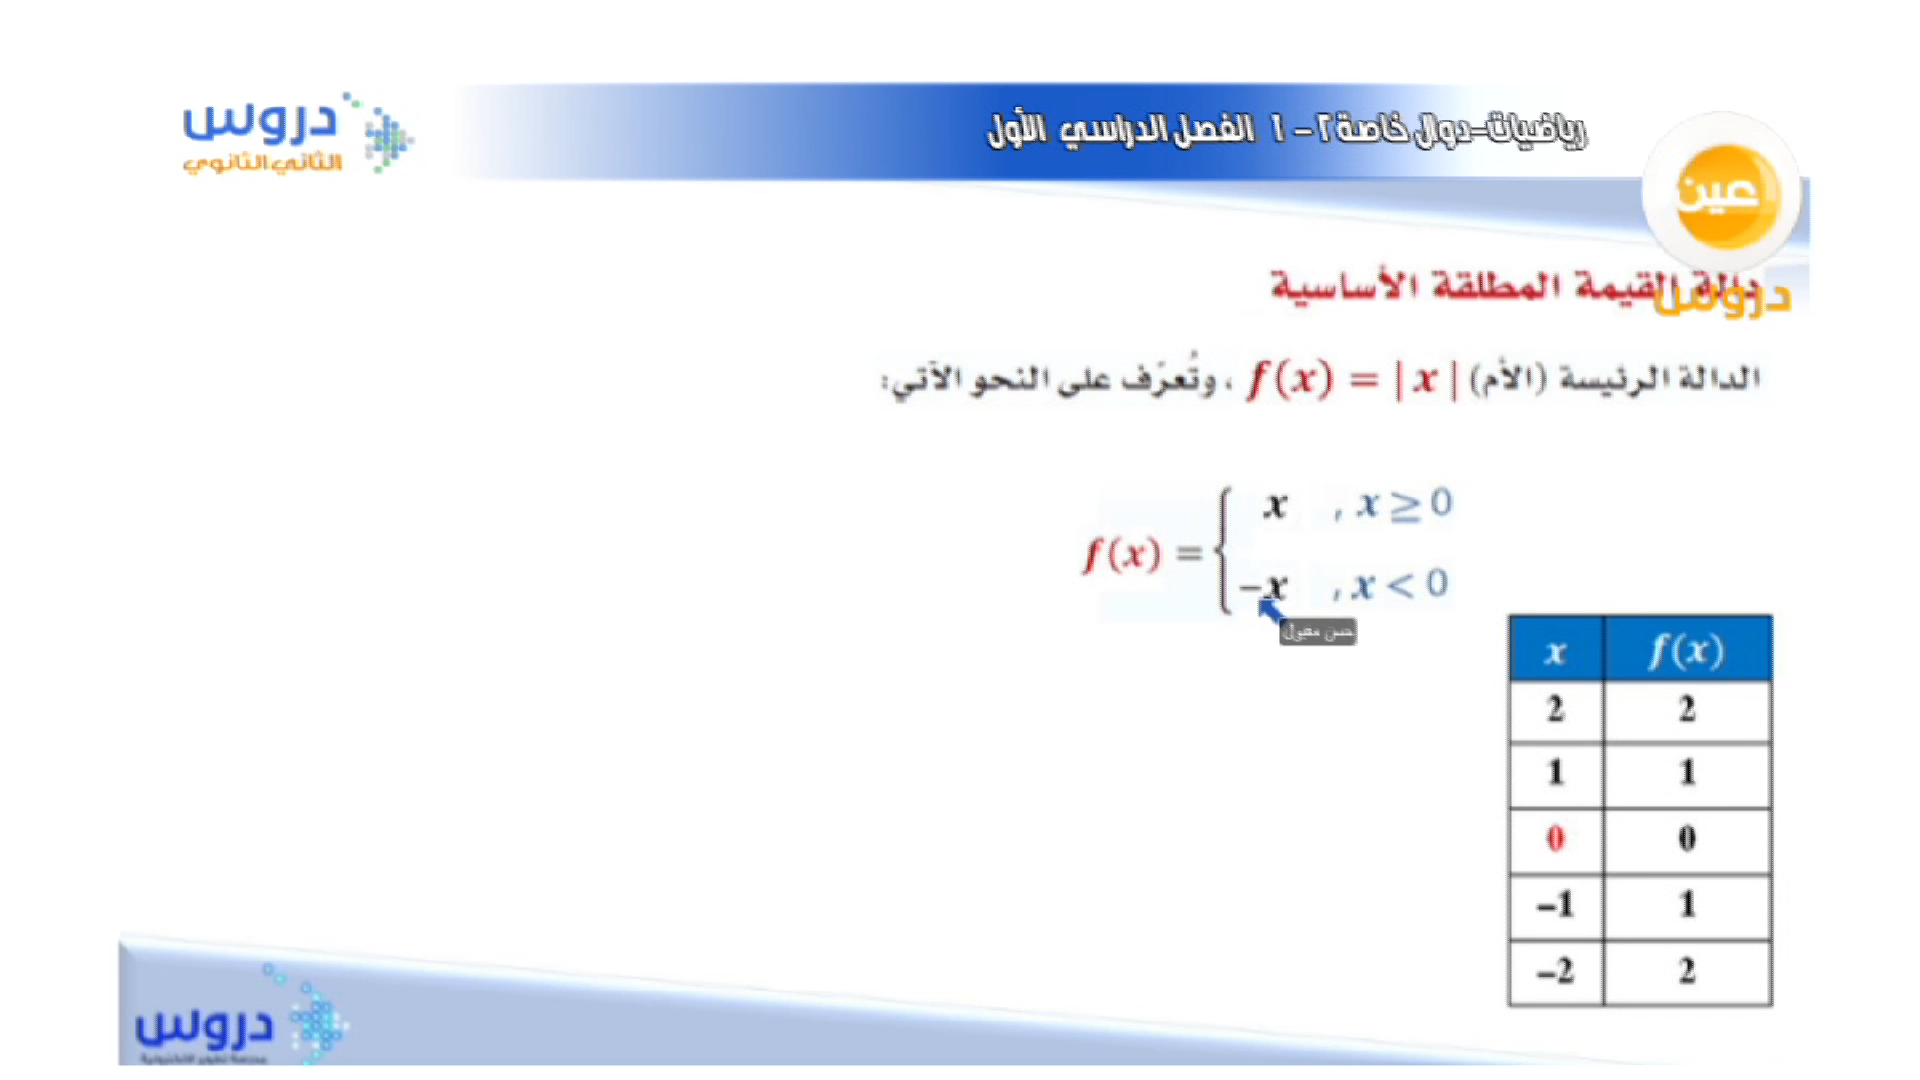 رياضيات-دوال خاصة ٢ - ١ الفصل الدراسي الأول
دروس
الثاني الثانوي
عين
دروس
دالة القيمة المطلقة الأساسية
الدالة الرئيسة (الأم) f(x) = | x | ، وتُعرَّف على النحو الآتي:
f(x) = { x , x ≥ 0
−x , x < 0
x f(x)
2 2
1 1
0 0
−1 1
−2 2
دروس